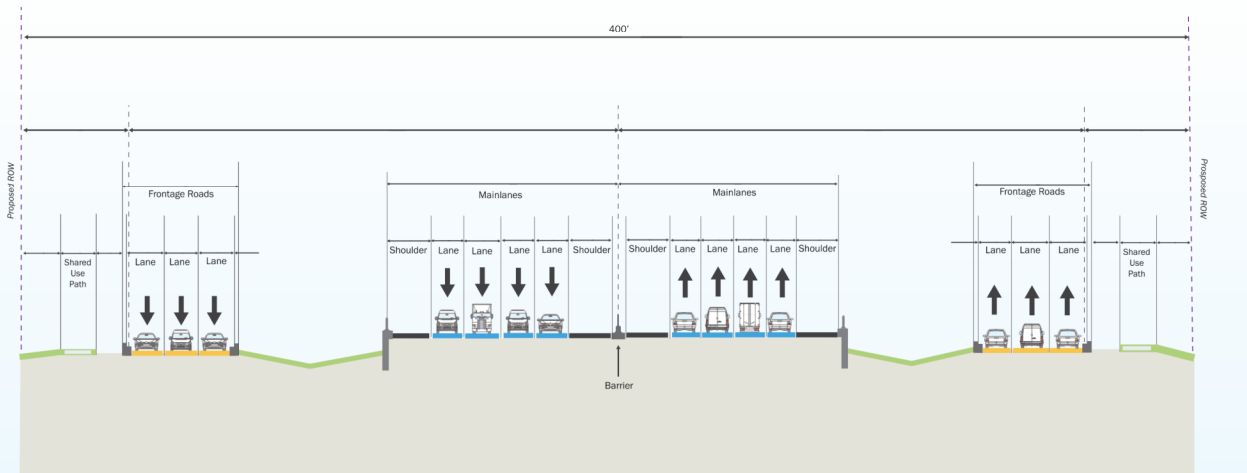 400'
Proposed ROW
Prosposed ROW
Frontage Roads
Mainlanes
Mainlanes
Frontage Roads
Shared
Use
Path
Lane
Lane
Lane
Shoulder
Lane
Lane
Lane
Lane
Shoulder
Shoulder
Lane
Lane
Lane
Lane
Shoulder
Lane
Lane
Lane
Shared
Use
Path
Barrier